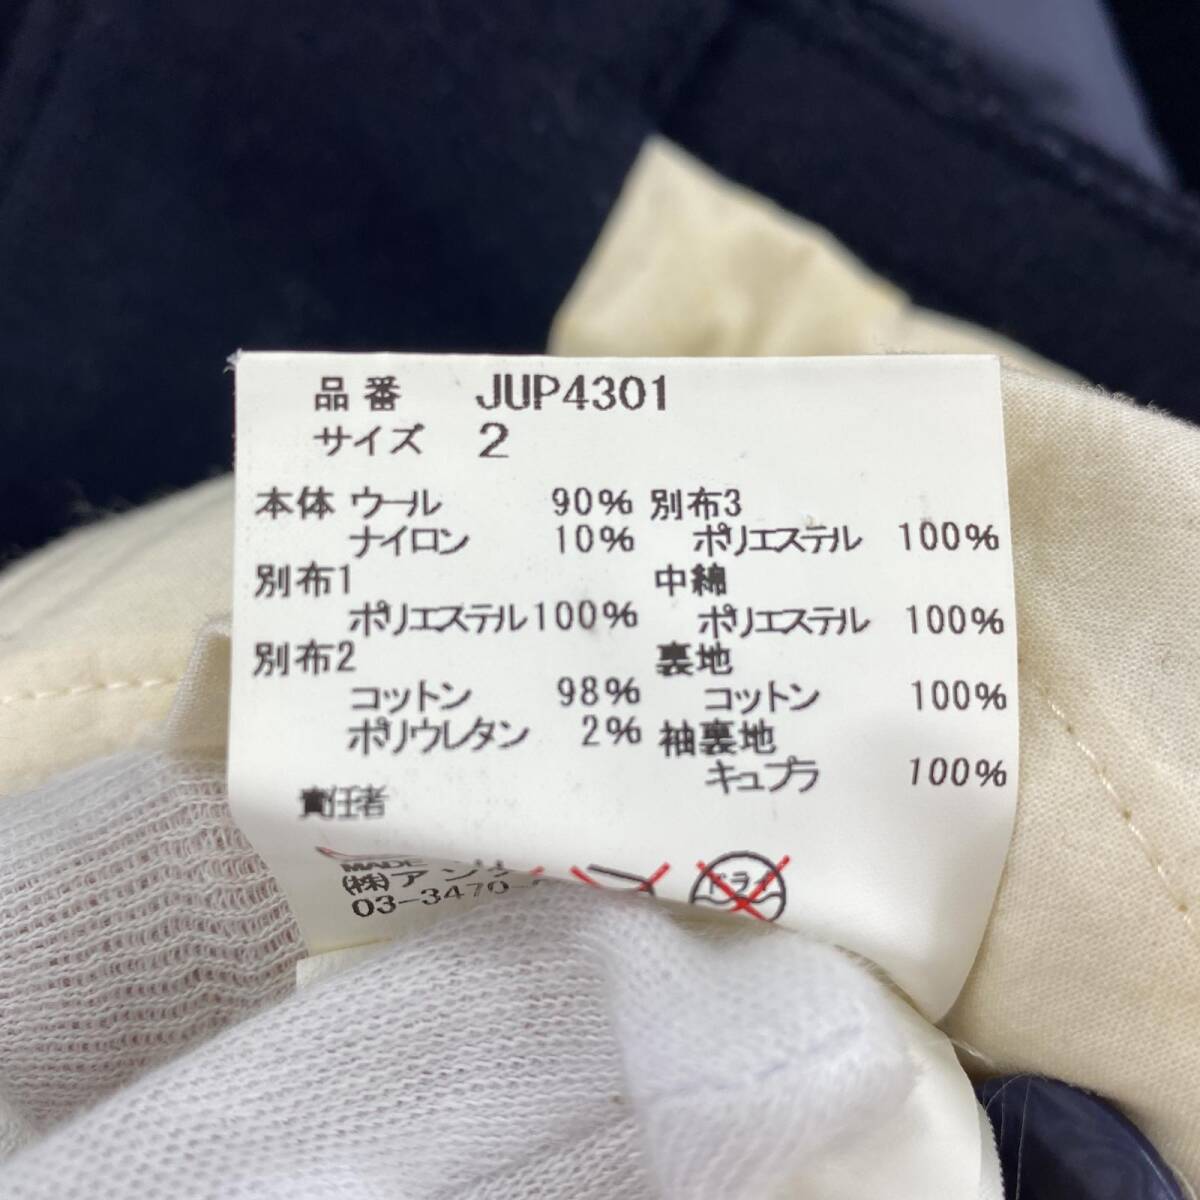 品番 JUP4301
サイズ 2
本体 ウール 90%
ナイロン 10%
別布1
ポリエステル 100%
別布2
コットン 98%
ポリウレタン 2%
別布3
ポリエステル 100%
中綿
ポリエステル 100%
裏地
コットン 100%
袖裏地
キュプラ 100%
責任者
MADE
(株)アン
03-3470-
ドライ